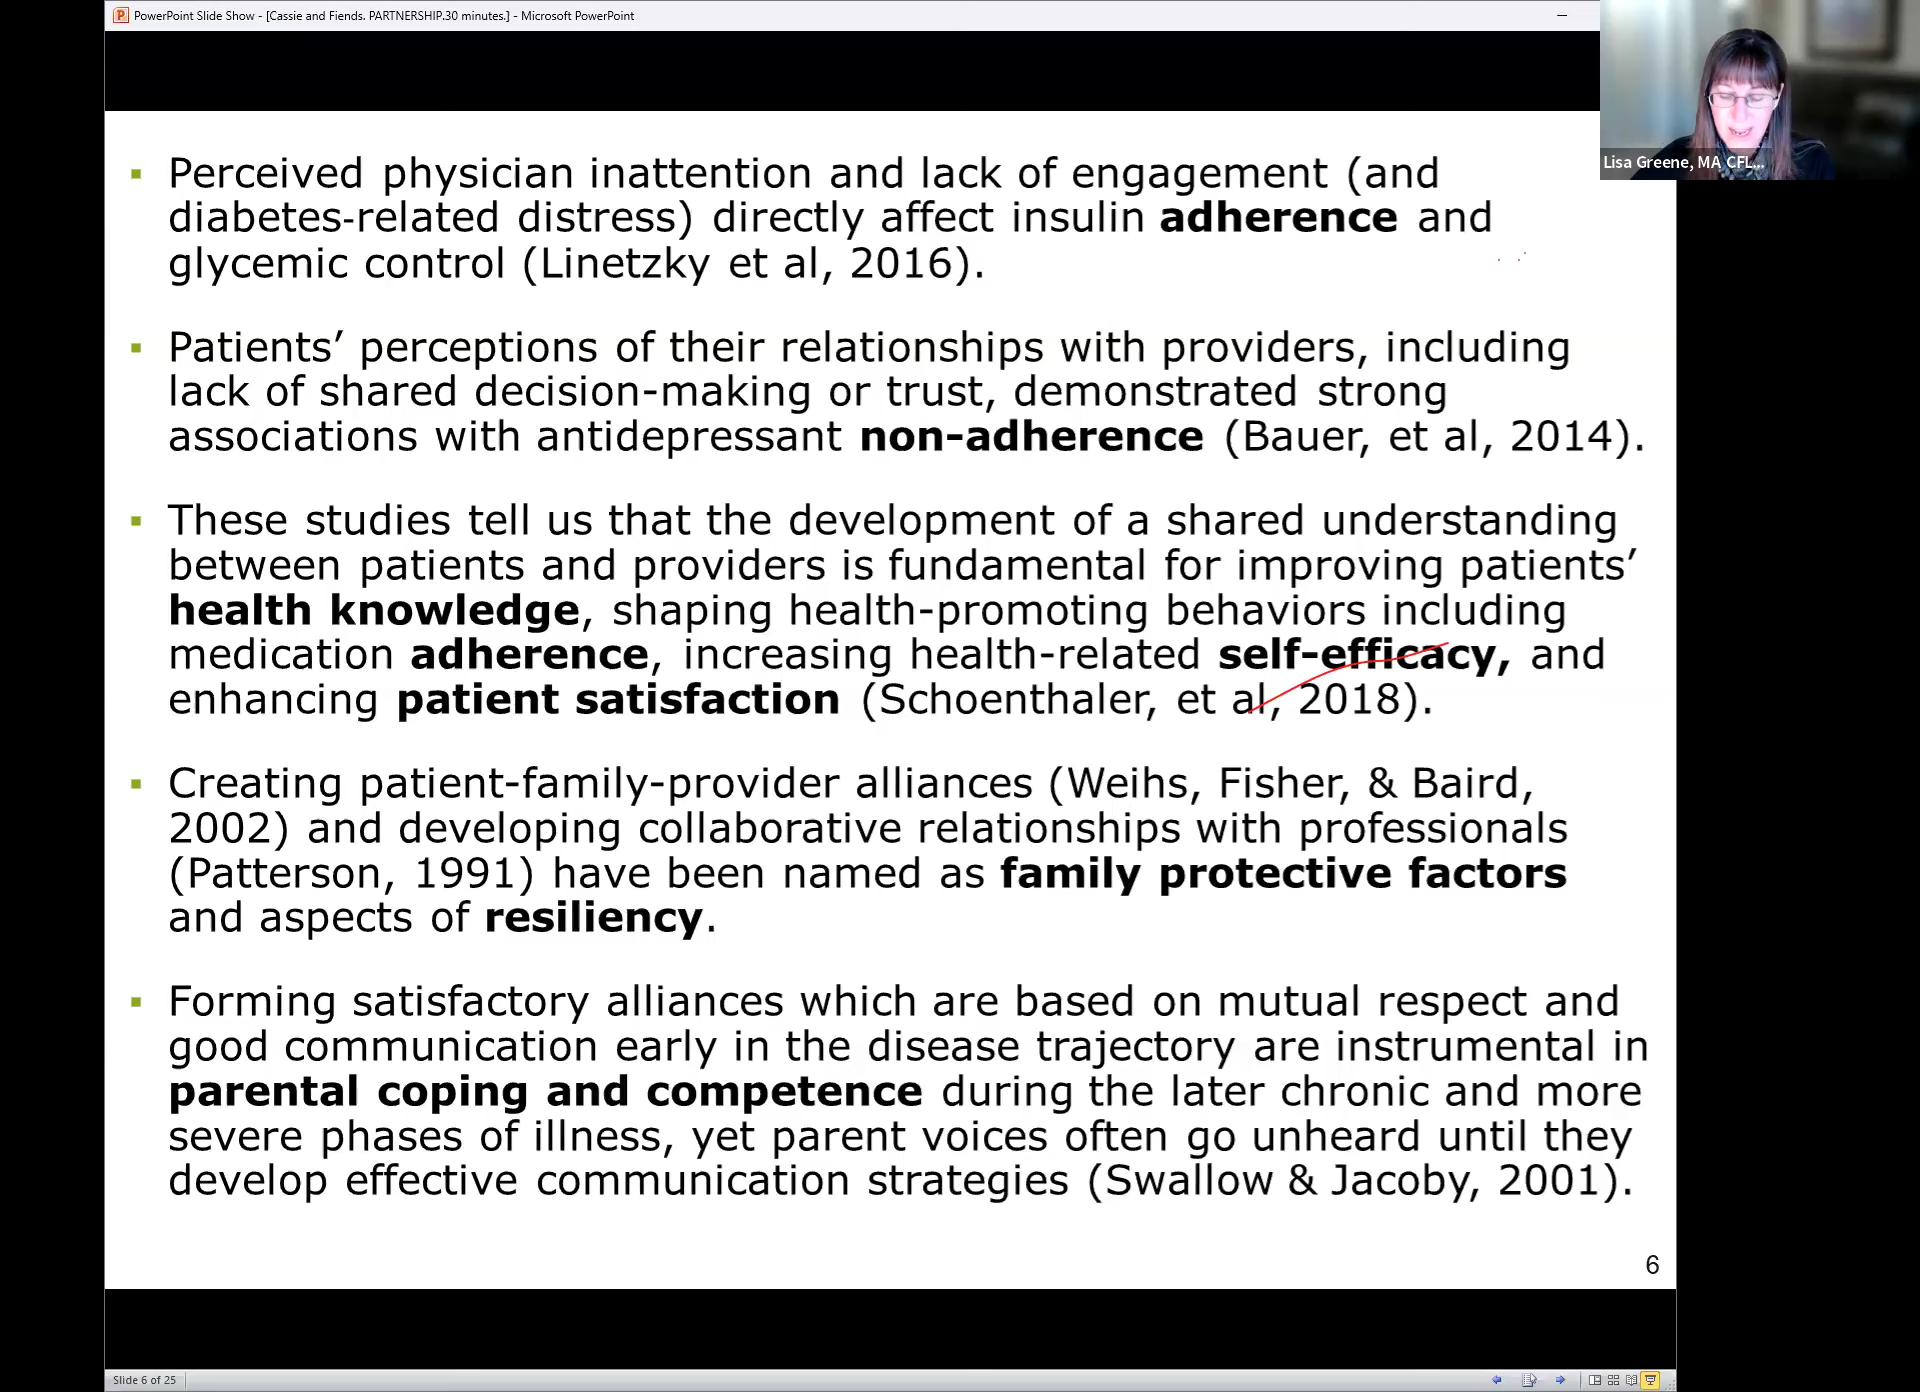 PowerPoint Slide Show - [Cassie and Fiends. PARTNERSHIP.30 minutes.] - Microsoft PowerPoint
Lisa Greene, MA CFL...
Perceived physician inattention and lack of engagement (and
diabetes-related distress) directly affect insulin adherence and
glycemic control (Linetzky et al, 2016).
Patients’ perceptions of their relationships with providers, including
lack of shared decision-making or trust, demonstrated strong
associations with antidepressant non-adherence (Bauer, et al, 2014).
These studies tell us that the development of a shared understanding
between patients and providers is fundamental for improving patients’
health knowledge, shaping health-promoting behaviors including
medication adherence, increasing health-related self-efficacy, and
enhancing patient satisfaction (Schoenthaler, et al, 2018).
Creating patient-family-provider alliances (Weihs, Fisher, & Baird,
2002) and developing collaborative relationships with professionals
(Patterson, 1991) have been named as family protective factors
and aspects of resiliency.
Forming satisfactory alliances which are based on mutual respect and
good communication early in the disease trajectory are instrumental in
parental coping and competence during the later chronic and more
severe phases of illness, yet parent voices often go unheard until they
develop effective communication strategies (Swallow & Jacoby, 2001).
6
Slide 6 of 25